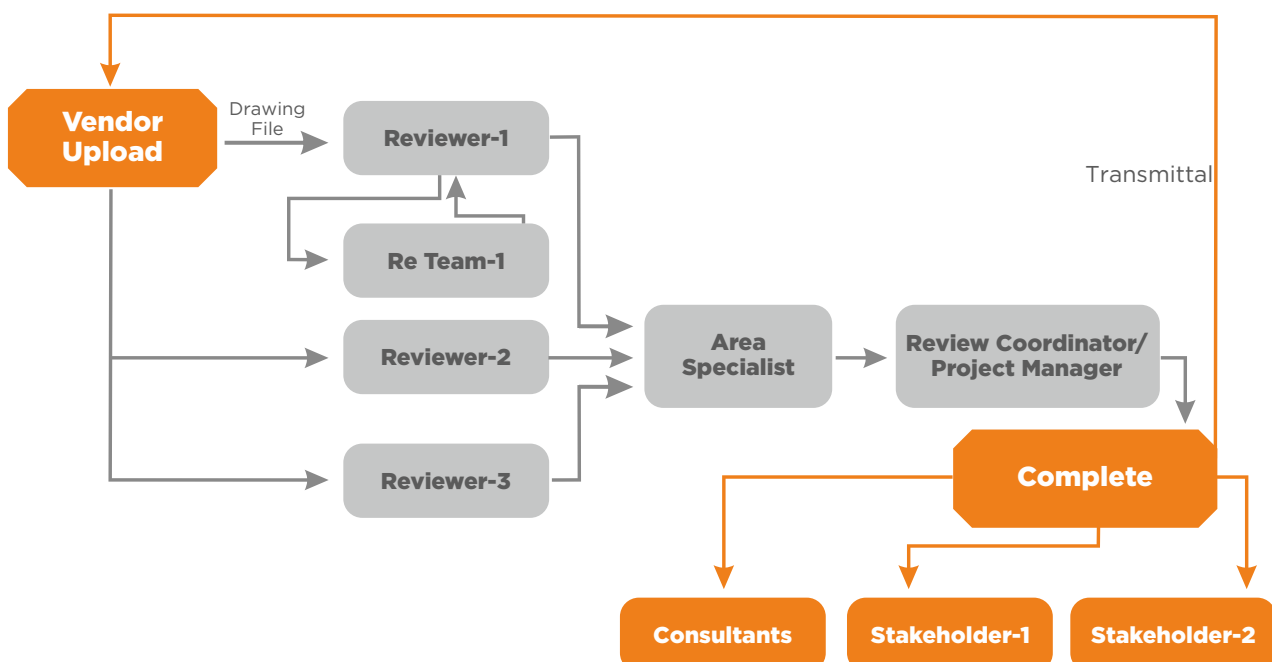 Vendor
Upload
Drawing
File
Reviewer-1
Transmittal
Re Team-1
Reviewer-2
Area
Specialist
Review Coordinator/
Project Manager
Reviewer-3
Complete
Consultants
Stakeholder-1
Stakeholder-2